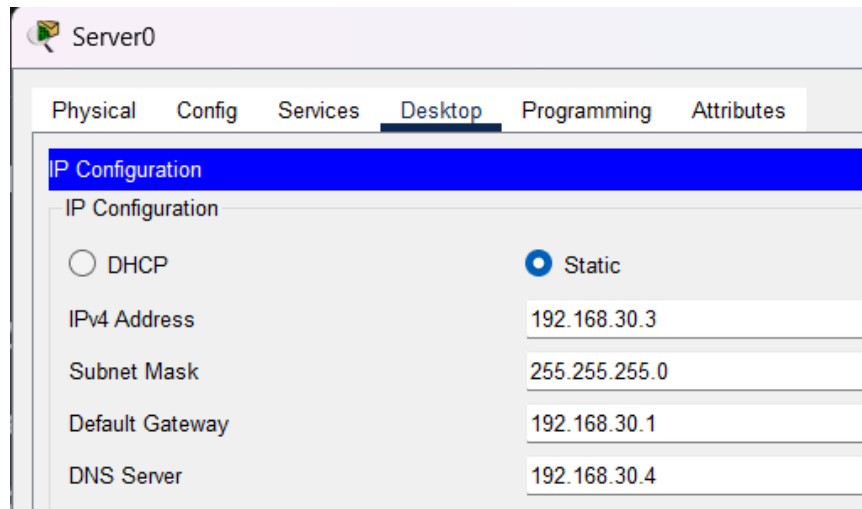 Server0
Physical Config Services Desktop Programming Attributes
IP Configuration
IP Configuration
DHCP Static
IPv4 Address 192.168.30.3
Subnet Mask 255.255.255.0
Default Gateway 192.168.30.1
DNS Server 192.168.30.4